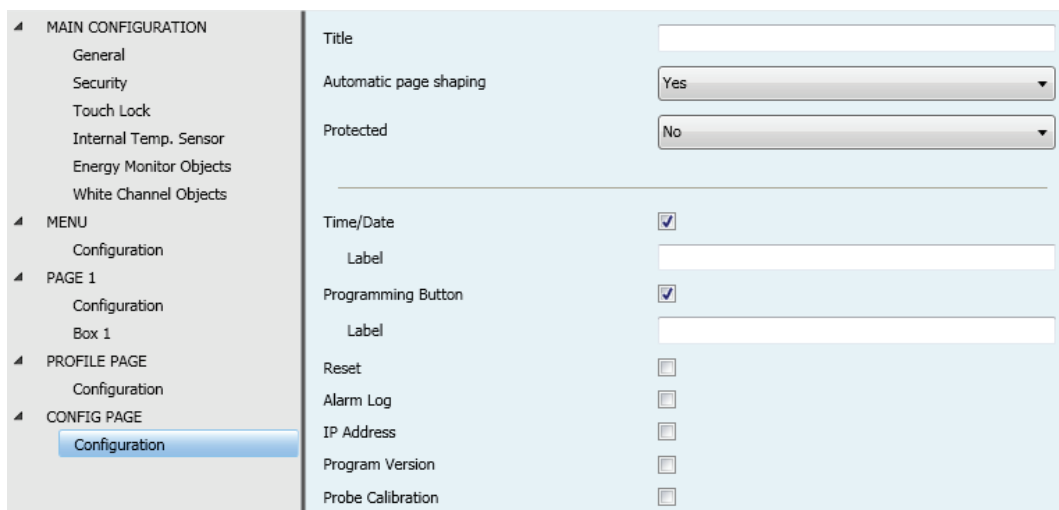 MAIN CONFIGURATION
General
Security
Touch Lock
Internal Temp. Sensor
Energy Monitor Objects
White Channel Objects
MENU
Configuration
PAGE 1
Configuration
Box 1
PROFILE PAGE
Configuration
CONFIG PAGE
Configuration
Title
Automatic page shaping Yes
Protected No
Time/Date
Label
Programming Button
Label
Reset
Alarm Log
IP Address
Program Version
Probe Calibration